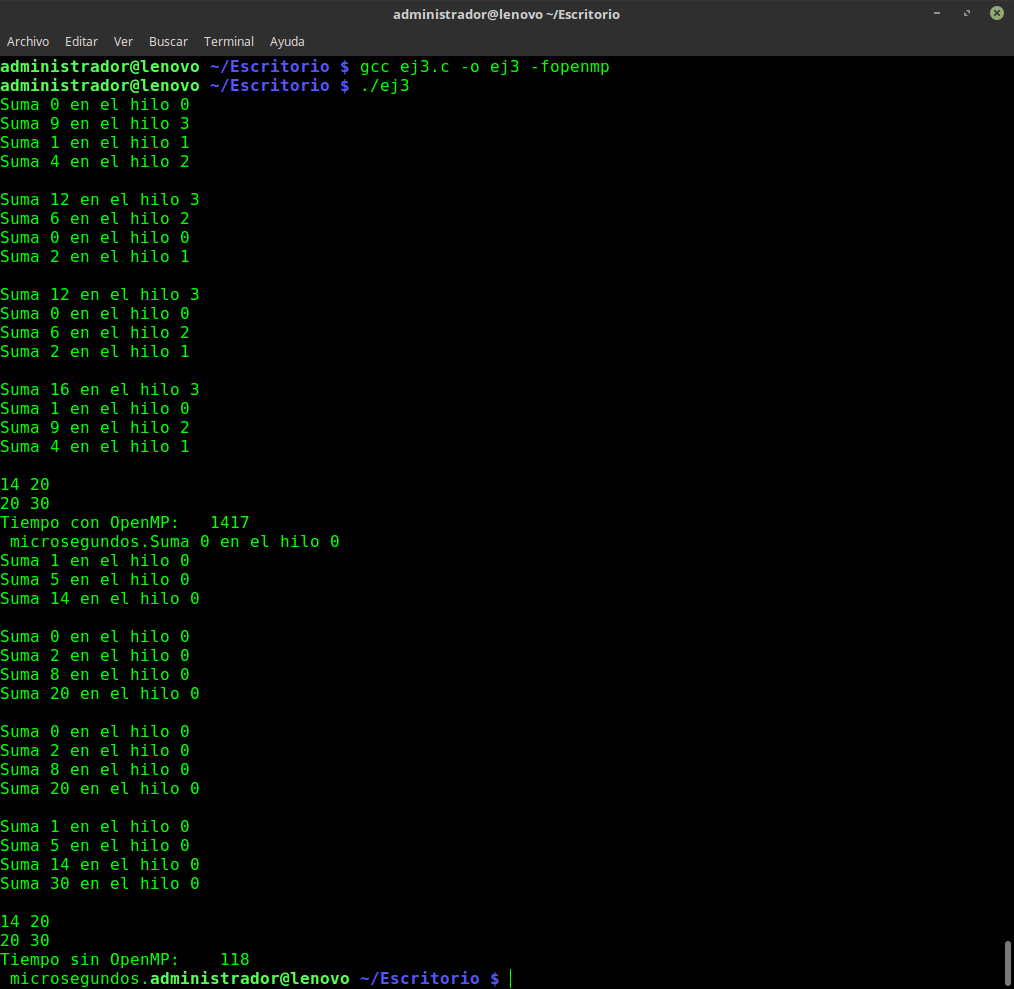 administrador@lenovo ~/Escritorio
Archivo Editar Ver Buscar Terminal Ayuda
administrador@lenovo ~/Escritorio $ gcc ej3.c -o ej3 -fopenmp
administrador@lenovo ~/Escritorio $ ./ej3
Suma 0 en el hilo 0
Suma 9 en el hilo 3
Suma 1 en el hilo 1
Suma 4 en el hilo 2
Suma 12 en el hilo 3
Suma 6 en el hilo 2
Suma 0 en el hilo 0
Suma 2 en el hilo 1
Suma 12 en el hilo 3
Suma 0 en el hilo 0
Suma 6 en el hilo 2
Suma 2 en el hilo 1
Suma 16 en el hilo 3
Suma 1 en el hilo 0
Suma 9 en el hilo 2
Suma 4 en el hilo 1
14 20
20 30
Tiempo con OpenMP:   1417
 microsegundos.Suma 0 en el hilo 0
Suma 1 en el hilo 0
Suma 5 en el hilo 0
Suma 14 en el hilo 0
Suma 0 en el hilo 0
Suma 2 en el hilo 0
Suma 8 en el hilo 0
Suma 20 en el hilo 0
Suma 0 en el hilo 0
Suma 2 en el hilo 0
Suma 8 en el hilo 0
Suma 20 en el hilo 0
Suma 1 en el hilo 0
Suma 5 en el hilo 0
Suma 14 en el hilo 0
Suma 30 en el hilo 0
14 20
20 30
Tiempo sin OpenMP:    118
 microsegundos.administrador@lenovo ~/Escritorio $